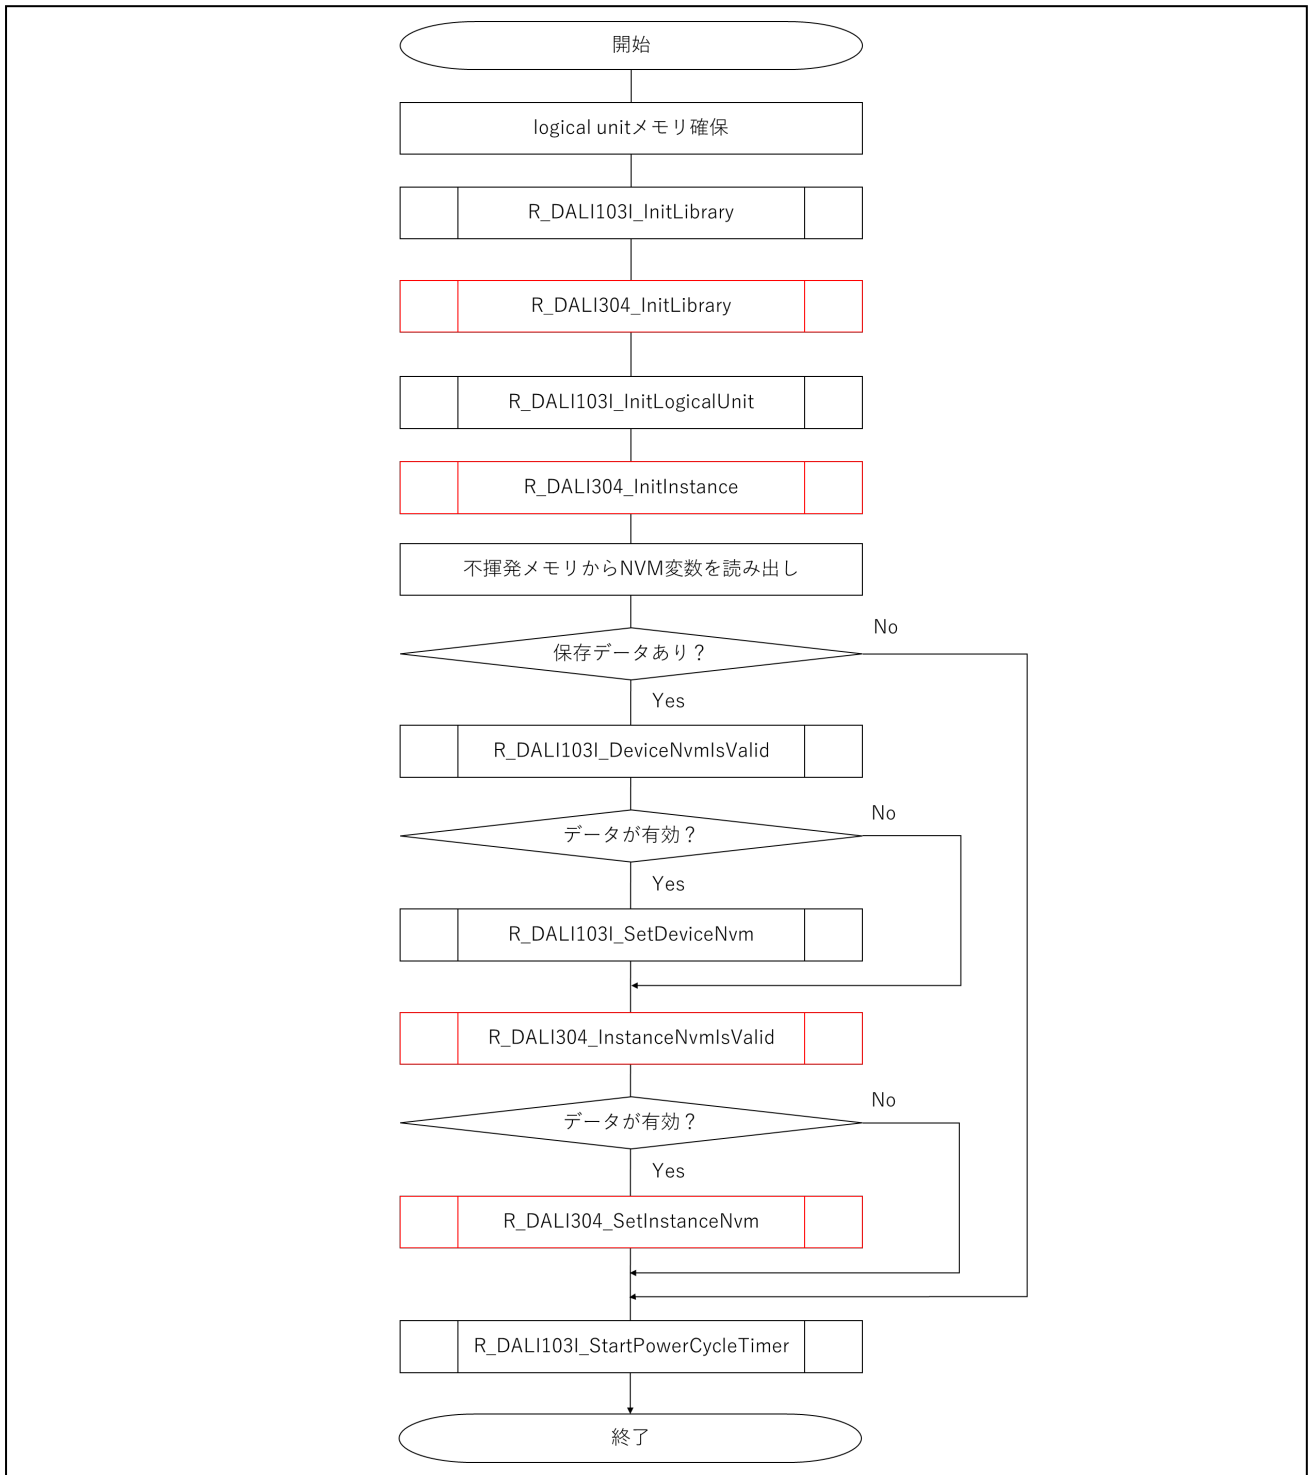 開始
logical unitメモリ確保
R_DALI103I_InitLibrary
R_DALI304_InitLibrary
R_DALI103I_InitLogicalUnit
R_DALI304_InitInstance
不揮発メモリからNVM変数を読み出し
No
保存データあり？
Yes
R_DALI103I_DeviceNvmIsValid
No
データが有効？
Yes
R_DALI103I_SetDeviceNvm
R_DALI304_InstanceNvmIsValid
No
データが有効？
Yes
R_DALI304_SetInstanceNvm
R_DALI103I_StartPowerCycleTimer
終了